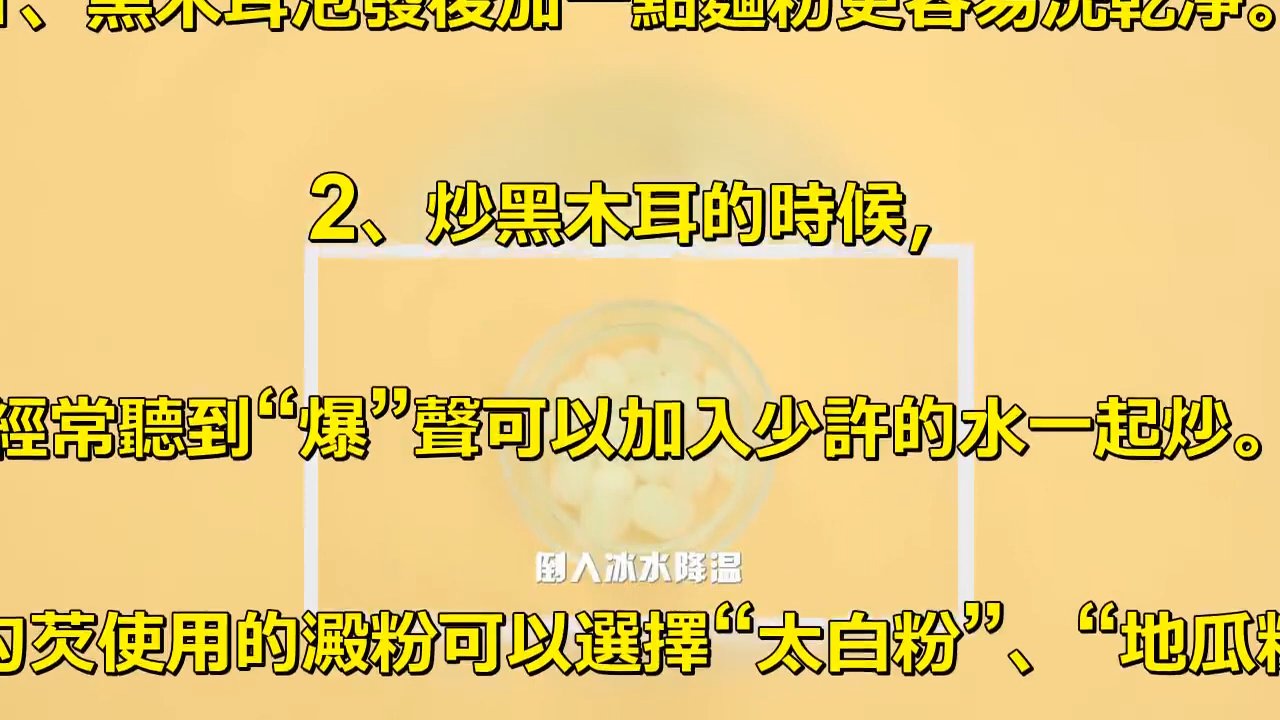 1、黑木耳泡發後加一點麵粉更容易洗乾淨。
2、炒黑木耳的時候,
經常聽到“爆”聲可以加入少許的水一起炒。
倒入冰水降温
勾芡使用的澱粉可以選擇“太白粉”、“地瓜粉